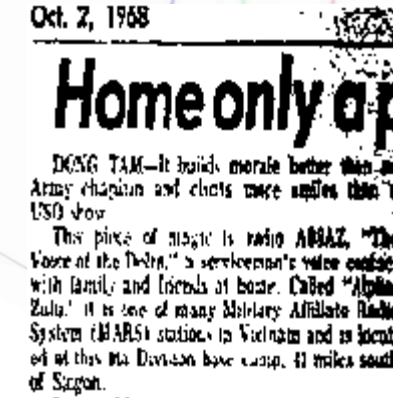 Oct. 2, 1968
Home only a p
DONG TAM—It builds morale better than
Army chaplain and elicits more smiles than
USO show
This piece of magic is radio "The
Voice of the Delta," a serviceman's voice contact
with family and friends at home. Called "Alpha
Zulu." it is one of many Military Affiliate Radio
System (MARS) stations in Vietnam and is locat
ed at this Division base camp, miles south
of Saigon.